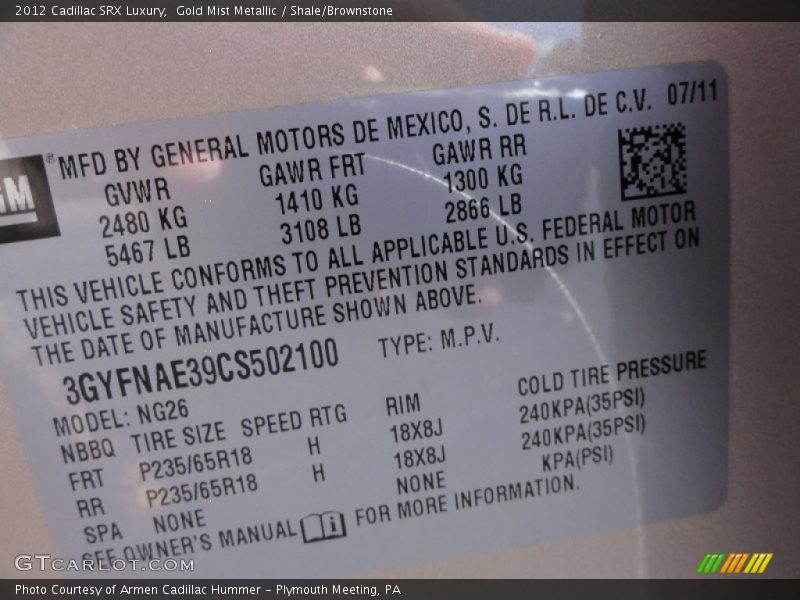 2012 Cadillac SRX Luxury,  Gold Mist Metallic / Shale/Brownstone
GM
® MFD BY GENERAL MOTORS DE MEXICO, S. DE R.L. DE C.V. 07/11
GVWR GAWR FRT GAWR RR
2480 KG 1410 KG 1300 KG
5467 LB 3108 LB 2866 LB
THIS VEHICLE CONFORMS TO ALL APPLICABLE U.S. FEDERAL MOTOR
VEHICLE SAFETY AND THEFT PREVENTION STANDARDS IN EFFECT ON
THE DATE OF MANUFACTURE SHOWN ABOVE.
3GYFNAE39CS502100 TYPE: M.P.V.
MODEL: NG26
NBBQ TIRE SIZE SPEED RTG RIM COLD TIRE PRESSURE
FRT P235/65R18 H 18X8J 240KPA(35PSI)
RR P235/65R18 H 18X8J 240KPA(35PSI)
SPA NONE NONE KPA(PSI)
SEE OWNER'S MANUAL i FOR MORE INFORMATION.
GTCARLOT.COM
Photo Courtesy of Armen Cadillac Hummer – Plymouth Meeting, PA